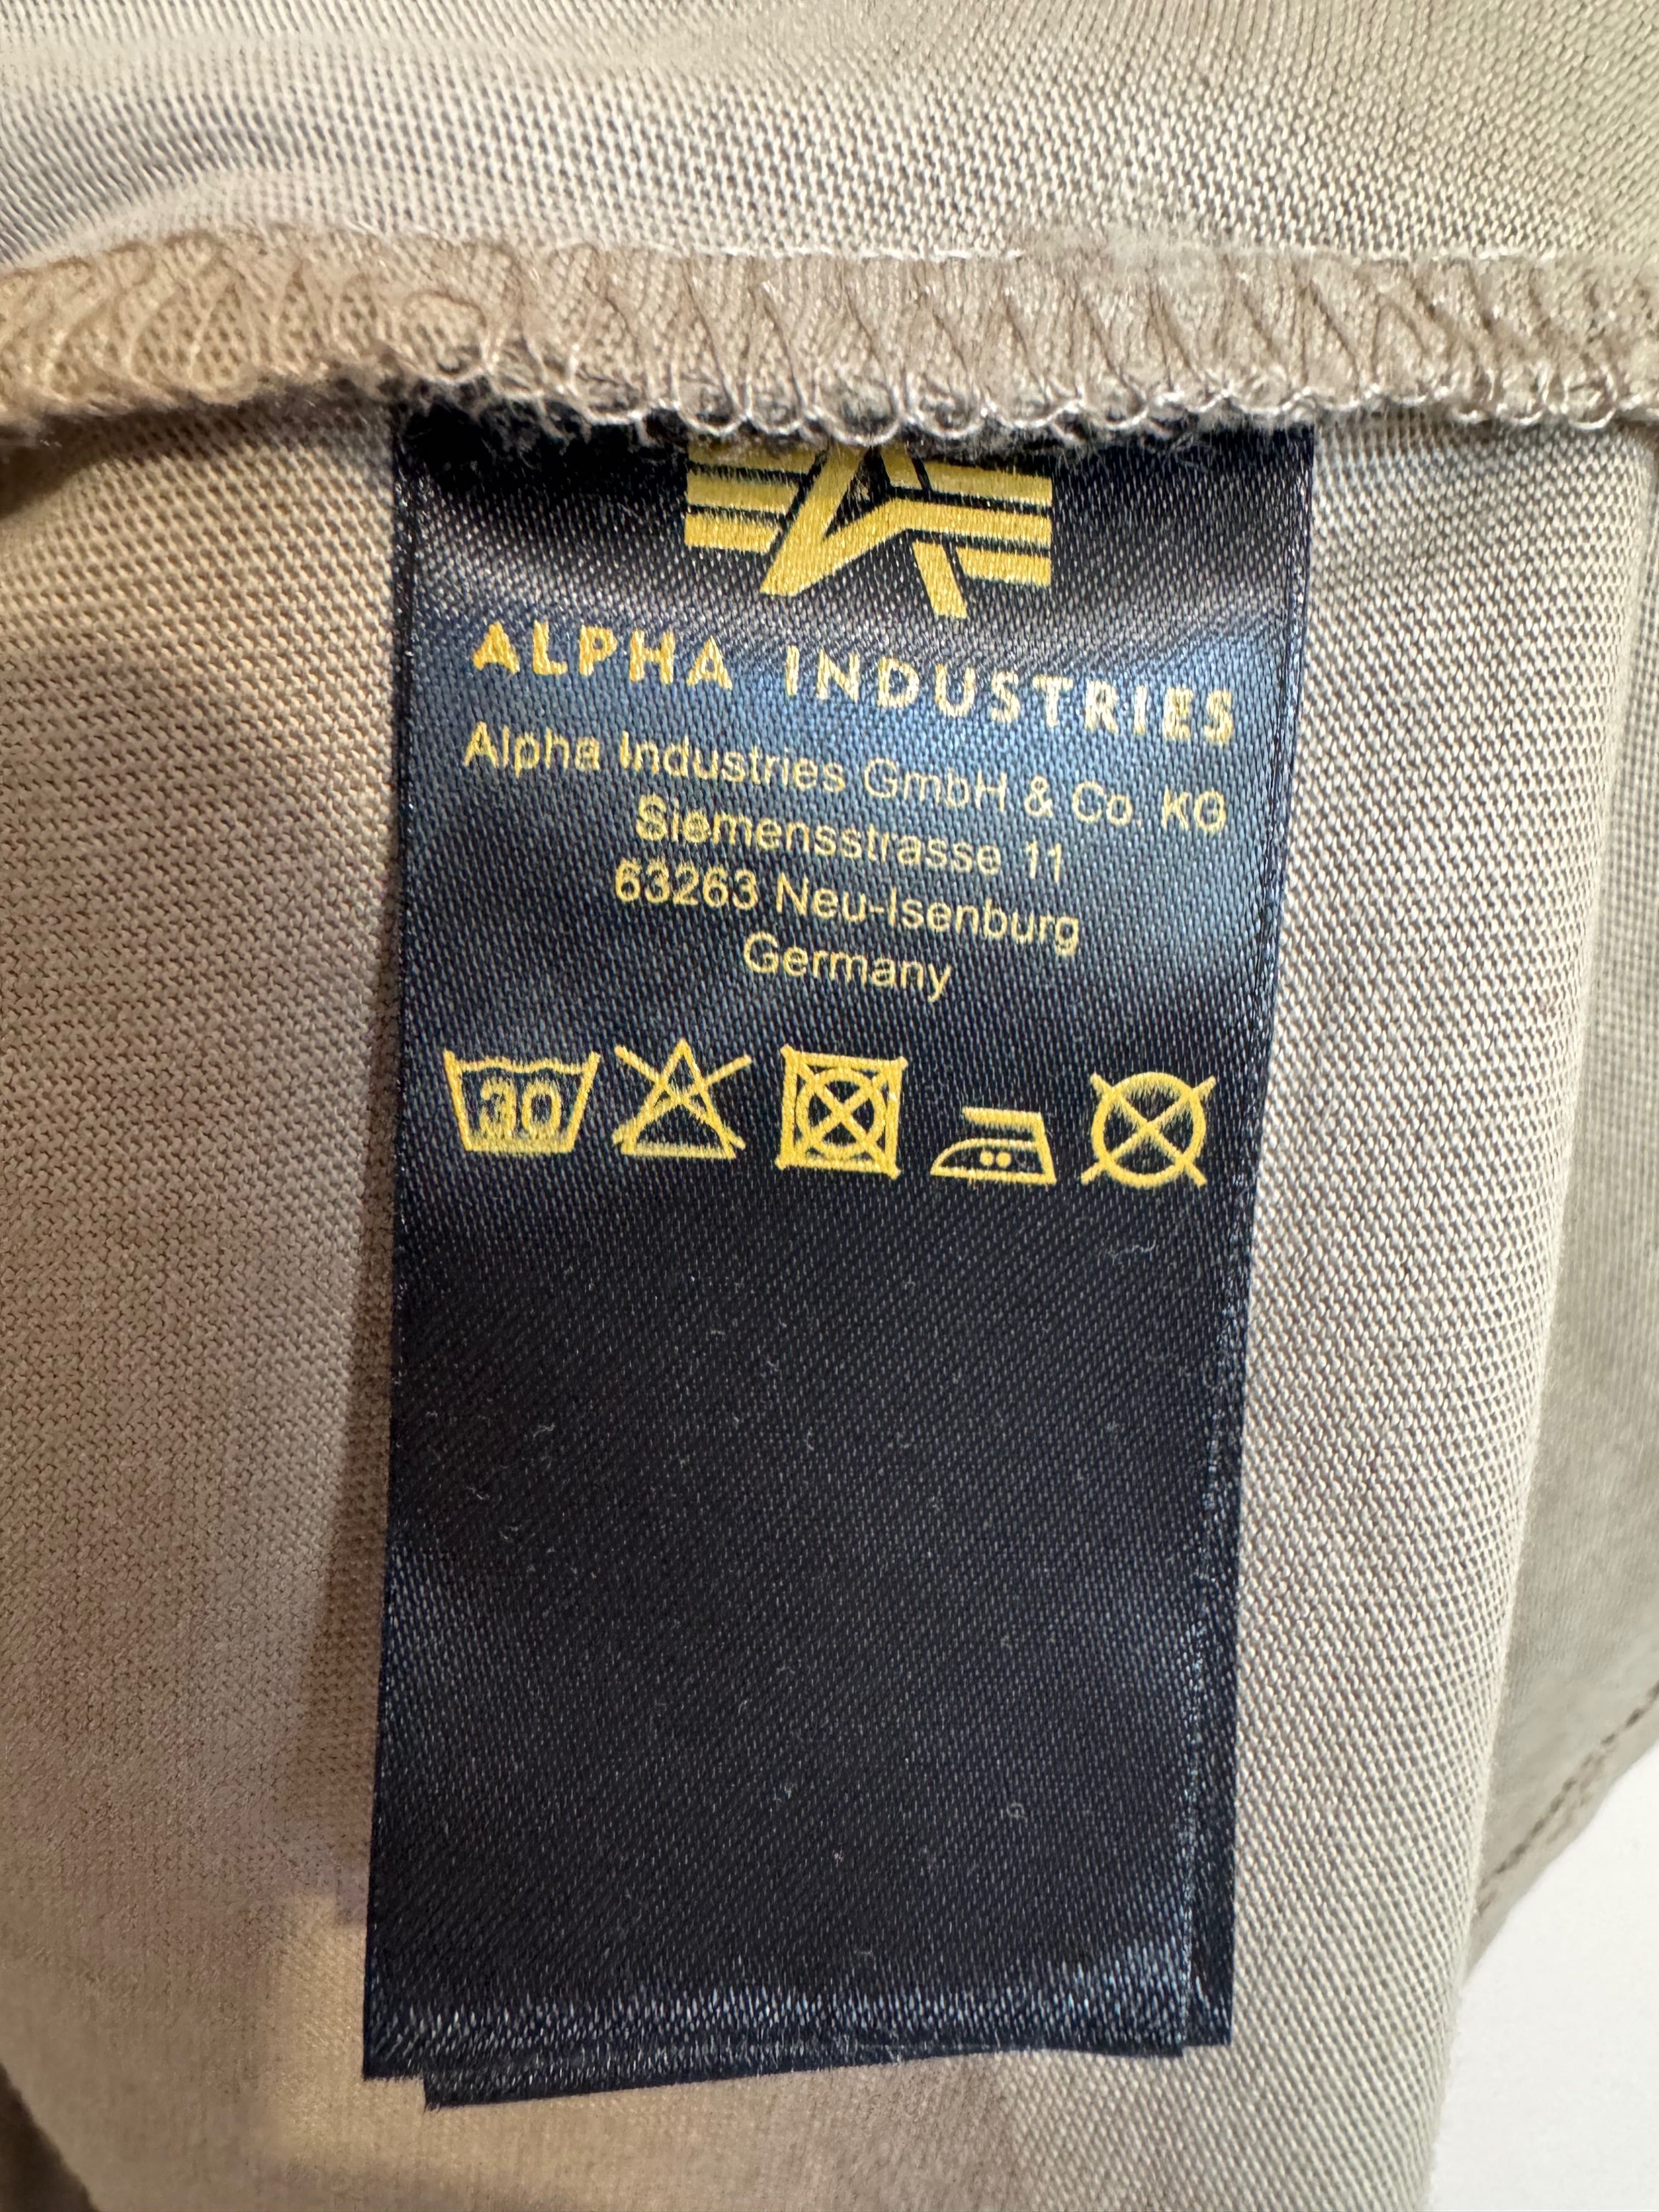 ALPHA INDUSTRIES
Alpha Industries GmbH & Co. KG
Siemensstrasse 11
63263 Neu-Isenburg
Germany
30